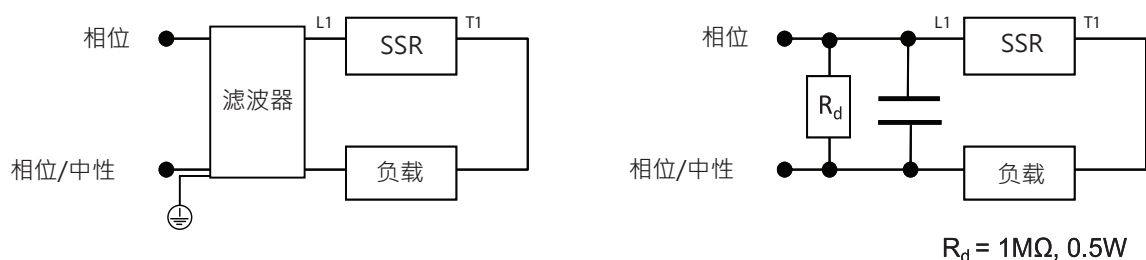 相位
滤波器
L1
SSR
T1
相位/中性
负载
相位
Rd
L1
SSR
T1
相位/中性
负载
Rd = 1MΩ, 0.5W